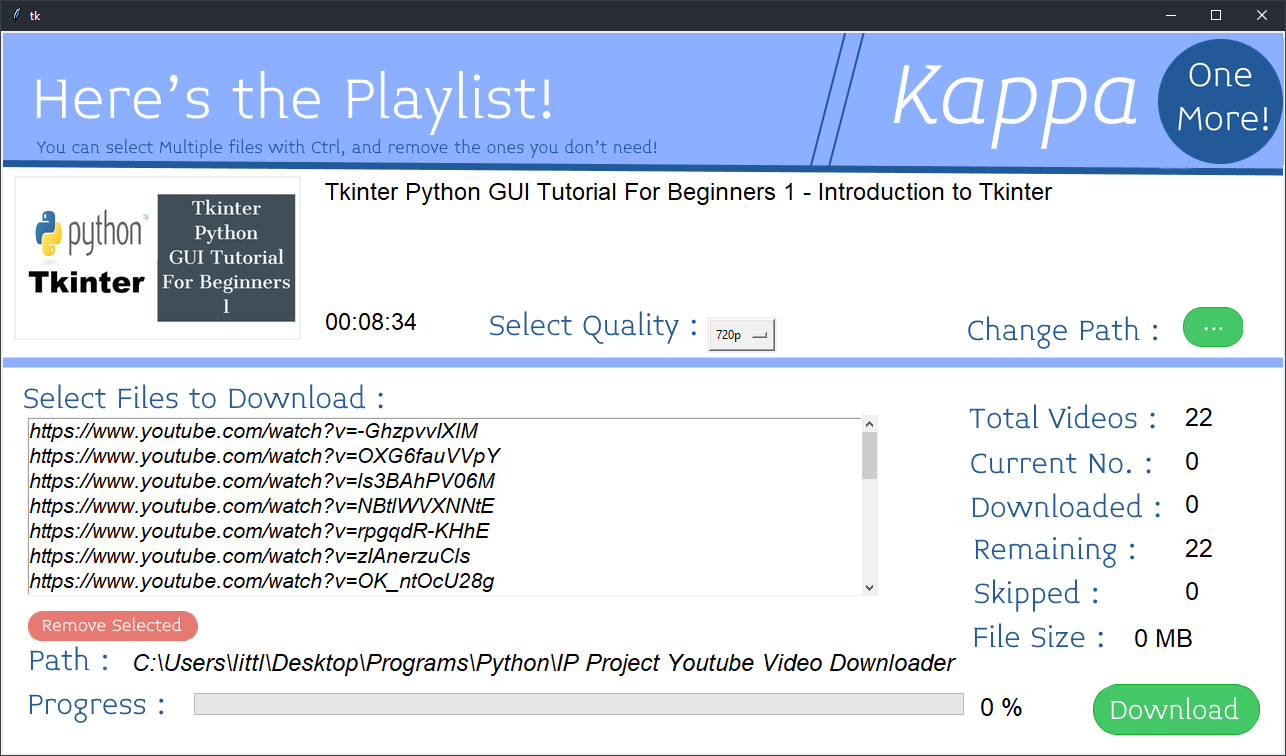 tk
Here's the Playlist!
You can select Multiple files with Ctrl, and remove the ones you don't need!
Kappa
One
More!
python™
Tkinter
Tkinter
Python
GUI Tutorial
For Beginners
1
Tkinter Python GUI Tutorial For Beginners 1 - Introduction to Tkinter
00:08:34
Select Quality :
720p
Change Path :
...
Select Files to Download :
https://www.youtube.com/watch?v=-GhzpvvIXlM
https://www.youtube.com/watch?v=OXG6fauVVpY
https://www.youtube.com/watch?v=Is3BAhPV06M
https://www.youtube.com/watch?v=NBtIWVXNNtE
https://www.youtube.com/watch?v=rpgqdR-KHhE
https://www.youtube.com/watch?v=zlAnerzuCls
https://www.youtube.com/watch?v=OK_ntOcU28g
Remove Selected
Path :
C:\Users\littl\Desktop\Programs\Python\IP Project Youtube Video Downloader
Progress :
0 %
Total Videos :
22
Current No. :
0
Downloaded :
0
Remaining :
22
Skipped :
0
File Size :
0 MB
Download